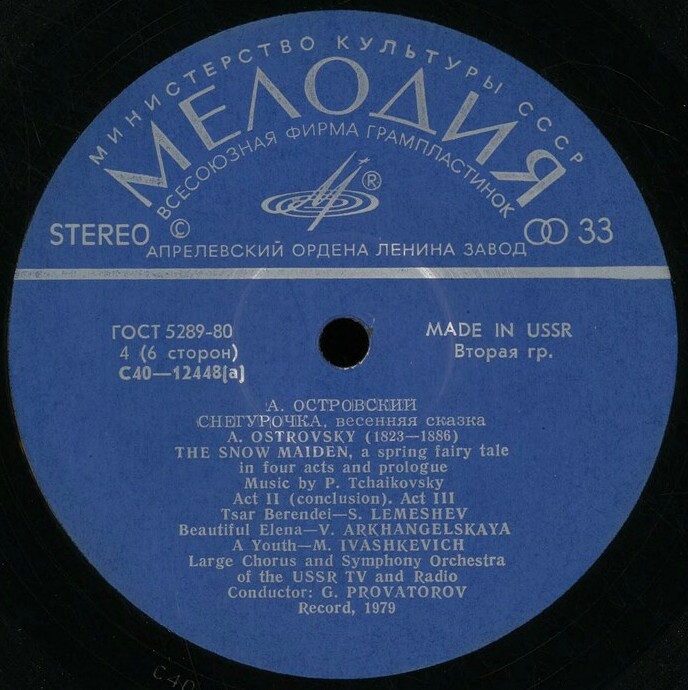 МИНИСТЕРСТВО КУЛЬТУРЫ СССР
МЕЛОДИЯ
ВСЕСОЮЗНАЯ ФИРМА ГРАМПЛАСТИНОК
®
STEREO ©
33
АПРЕЛЕВСКИЙ ОРДЕНА ЛЕНИНА ЗАВОД
ГОСТ 5289-80
MADE IN USSR
4 (6 сторон)
Вторая гр.
С40—12448(а)
А. ОСТРОВСКИЙ
СНЕГУРОЧКА, весенняя сказка
A. OSTROVSKY (1823—1886)
THE SNOW MAIDEN, a spring fairy tale
in four acts and prologue
Music by P. Tchaikovsky
Act II (conclusion). Act III
Tsar Berendei—S. LEMESHEV
Beautiful Elena—V. ARKHANGELSKAYA
A Youth—M. IVASHKEVICH
Large Chorus and Symphony Orchestra
of the USSR TV and Radio
Conductor: G. PROVATOROV
Record, 1979